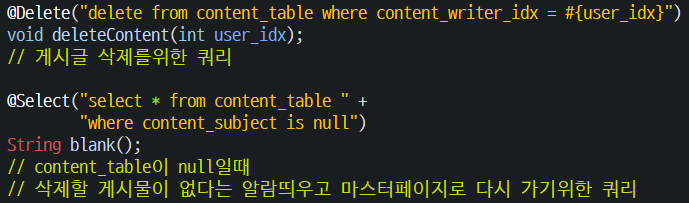 @Delete("delete from content_table where content_writer_idx = #{user_idx}")
void deleteContent(int user_idx);
// 게시글 삭제를위한 쿼리
@Select("select * from content_table " +
"where content_subject is null")
String blank();
// content_table이 null일때
// 삭제할 게시물이 없다는 알람띄우고 마스터페이지로 다시 가기위한 쿼리